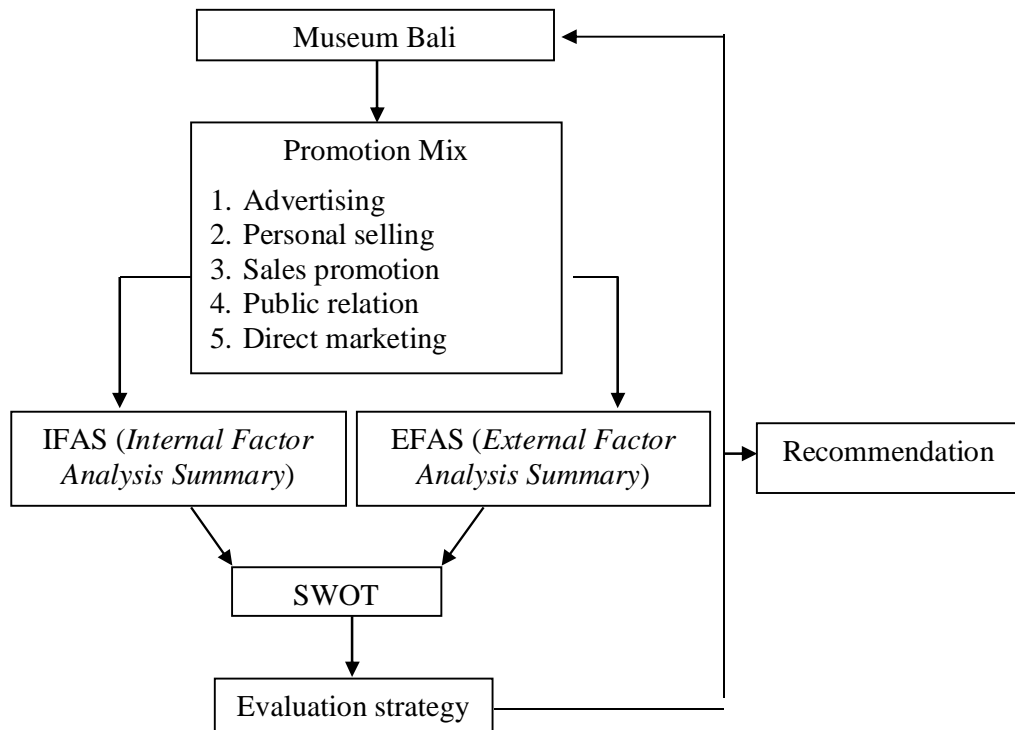 Museum Bali
Promotion Mix
1. Advertising
2. Personal selling
3. Sales promotion
4. Public relation
5. Direct marketing
IFAS (Internal Factor
Analysis Summary)
EFAS (External Factor
Analysis Summary)
Recommendation
SWOT
Evaluation strategy